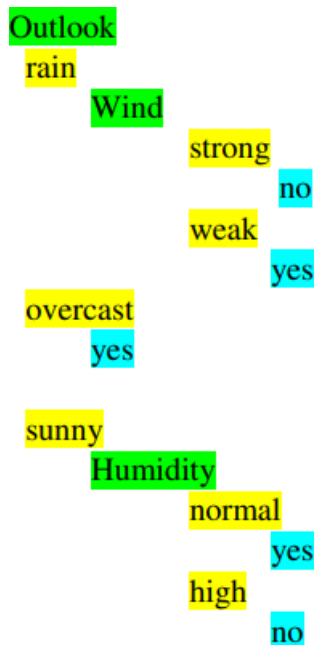 Outlook
rain
Wind
strong
no
weak
yes
overcast
yes
sunny
Humidity
normal
yes
high
no